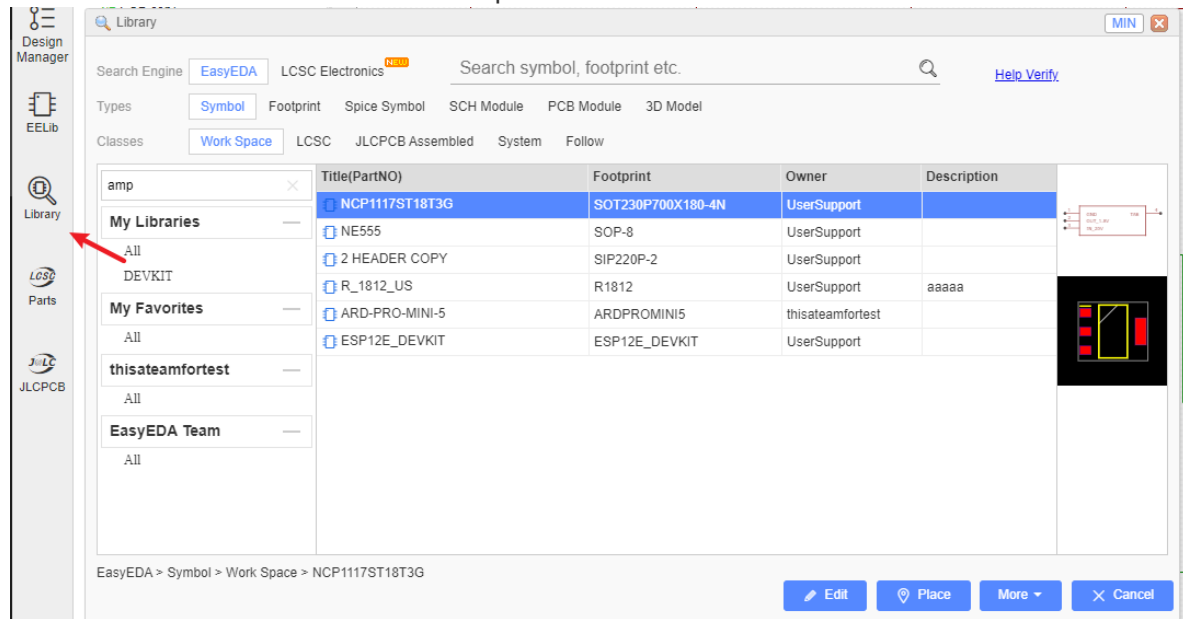 Design
Manager
EELib
Library
LCSC
Parts
JLCPCB
Library
MIN
Search Engine EasyEDA LCSC Electronics NEW Search symbol, footprint etc. Help Verify
Types Symbol Footprint Spice Symbol SCH Module PCB Module 3D Model
Classes Work Space LCSC JLCPCB Assembled System Follow
amp
My Libraries
All
DEVKIT
My Favorites
All
thisateamfortest
All
EasyEDA Team
All
Title(PartNO) Footprint Owner Description
NCP1117ST18T3G SOT230P700X180-4N UserSupport
NE555 SOP-8 UserSupport
2 HEADER COPY SIP220P-2 UserSupport
R_1812_US R1812 UserSupport aaaaa
ARD-PRO-MINI-5 ARDPROMINI5 thisateamfortest
ESP12E_DEVKIT ESP12E_DEVKIT UserSupport
EasyEDA > Symbol > Work Space > NCP1117ST18T3G
Edit Place More Cancel